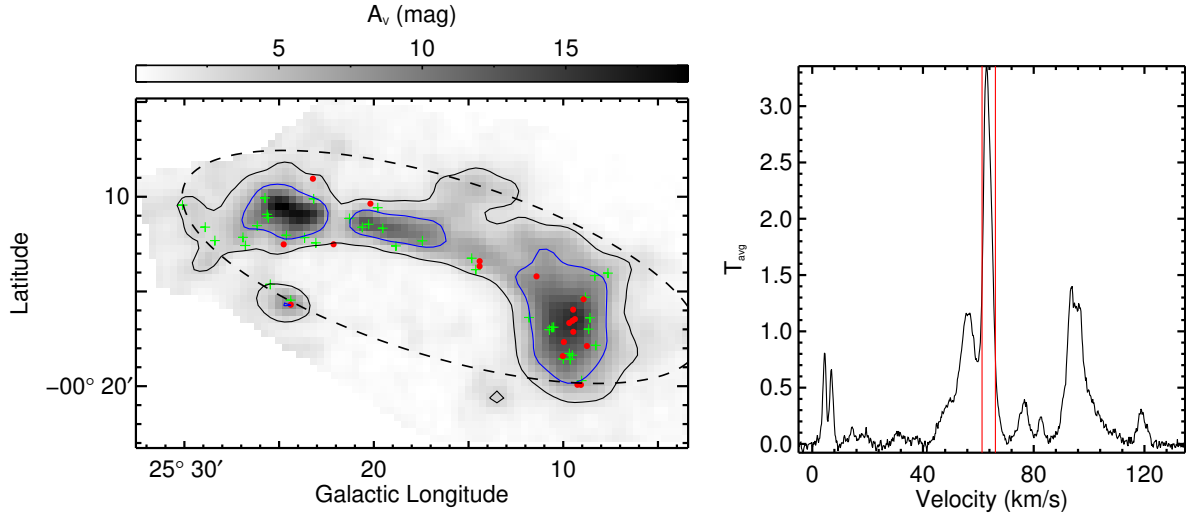 Aᵥ (mag)
5 10 15
Latitude
10
−00° 20′
25° 30′ 20 10
Galactic Longitude
T_avg
3.0
2.5
2.0
1.5
1.0
0.5
0.0
0 40 80 120
Velocity (km/s)